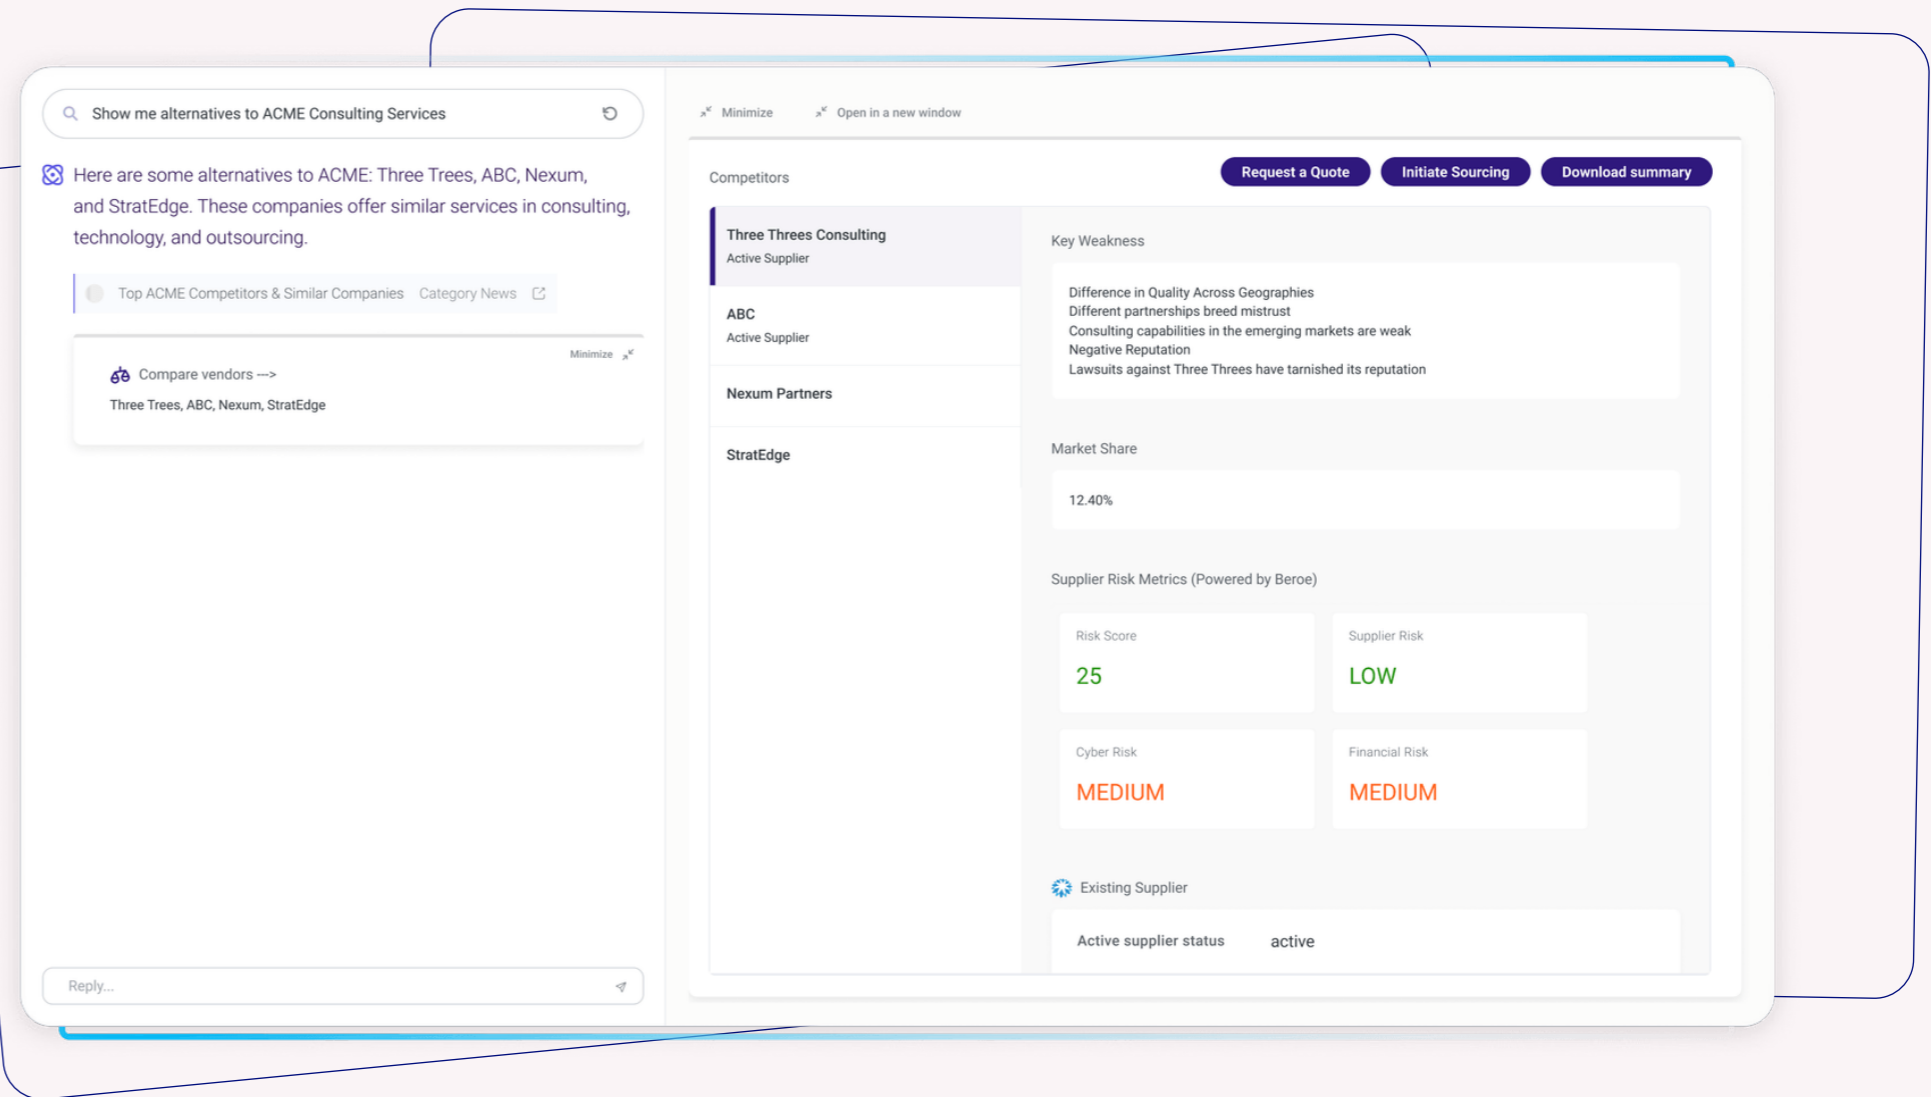 Show me alternatives to ACME Consulting Services
Here are some alternatives to ACME: Three Trees, ABC, Nexum,
and StratEdge. These companies offer similar services in consulting,
technology, and outsourcing.
Top ACME Competitors & Similar Companies Category News
Minimize
Compare vendors --->
Three Trees, ABC, Nexum, StratEdge
Reply...
Minimize Open in a new window
Competitors
Request a Quote Initiate Sourcing Download summary
Three Threes Consulting
Active Supplier
ABC
Active Supplier
Nexum Partners
StratEdge
Key Weakness
Difference in Quality Across Geographies
Different partnerships breed mistrust
Consulting capabilities in the emerging markets are weak
Negative Reputation
Lawsuits against Three Threes have tarnished its reputation
Market Share
12.40%
Supplier Risk Metrics (Powered by Beroe)
Risk Score
25
Supplier Risk
LOW
Cyber Risk
MEDIUM
Financial Risk
MEDIUM
Existing Supplier
Active supplier status active